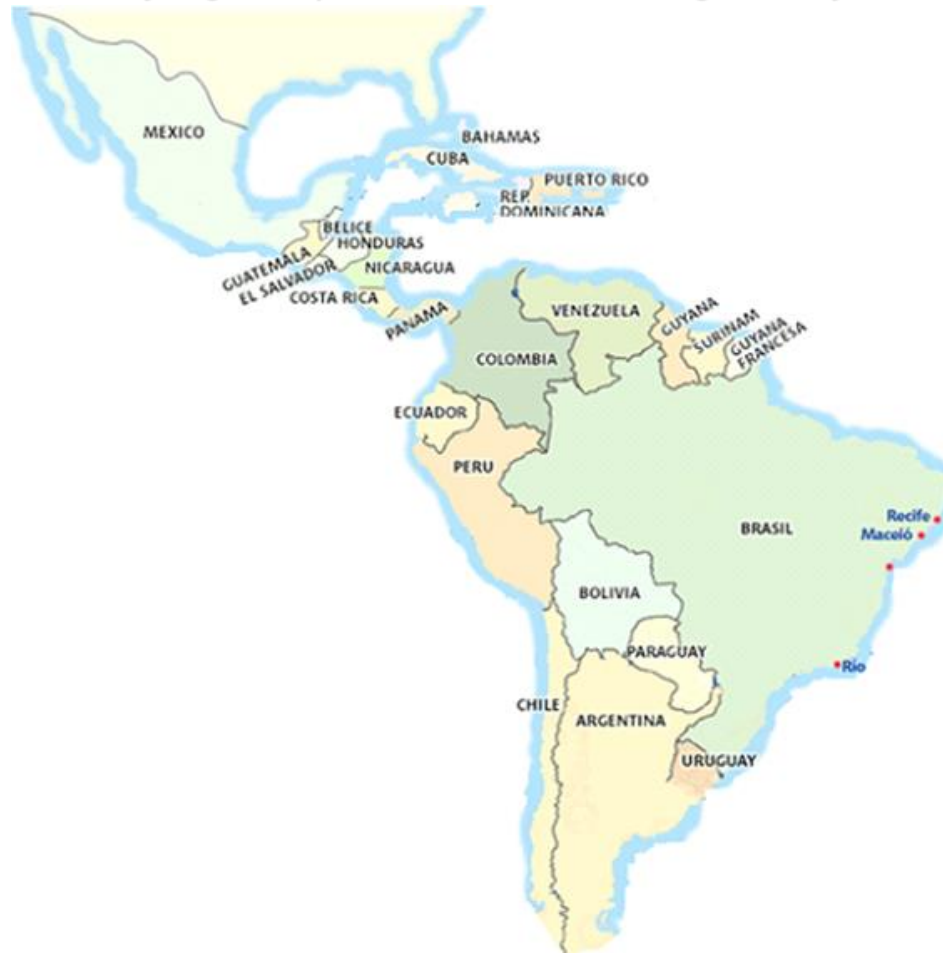 MEXICO
BAHAMAS
CUBA
PUERTO RICO
REP.
DOMINICANA
BELICE
HONDURAS
GUATEMALA
EL SALVADOR
NICARAGUA
COSTA RICA
PANAMA
VENEZUELA
GUYANA
SURINAM
GUYANA
FRANCESA
COLOMBIA
ECUADOR
PERU
BRASIL
Recife
Maceió
BOLIVIA
PARAGUAY
Rio
CHILE
ARGENTINA
URUGUAY